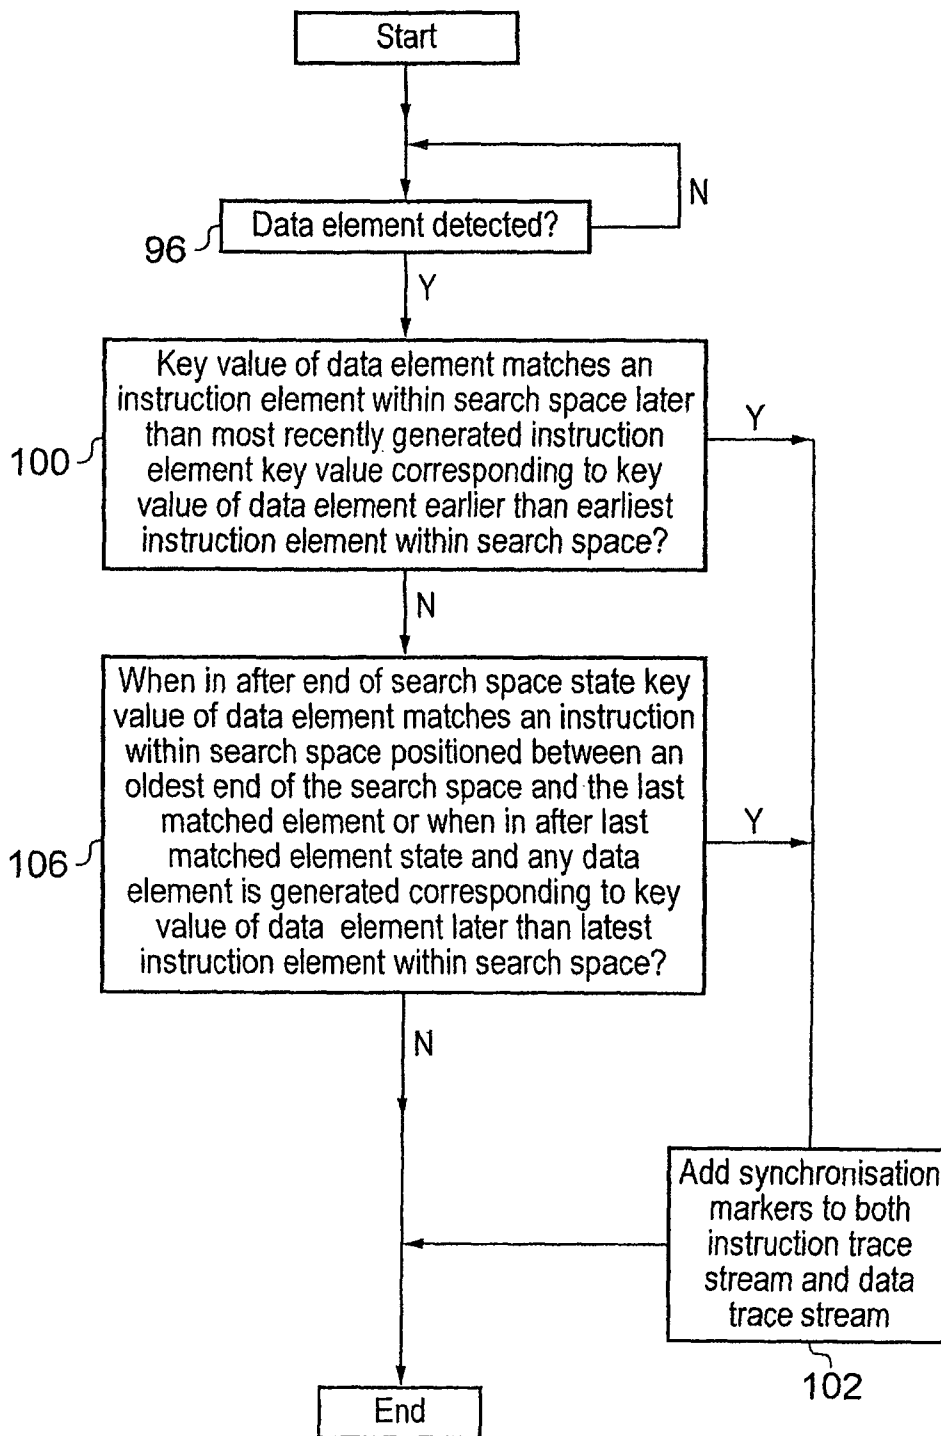 Start
N
Data element detected?
96
Y
Key value of data element matches an
instruction element within search space later
than most recently generated instruction
element key value corresponding to key
value of data element earlier than earliest
instruction element within search space?
Y
100
N
When in after end of search space state key
value of data element matches an instruction
within search space positioned between an
oldest end of the search space and the last
matched element or when in after last
matched element state and any data
element is generated corresponding to key
value of data element later than latest
instruction element within search space?
Y
106
N
Add synchronisation
markers to both
instruction trace
stream and data
trace stream
102
End